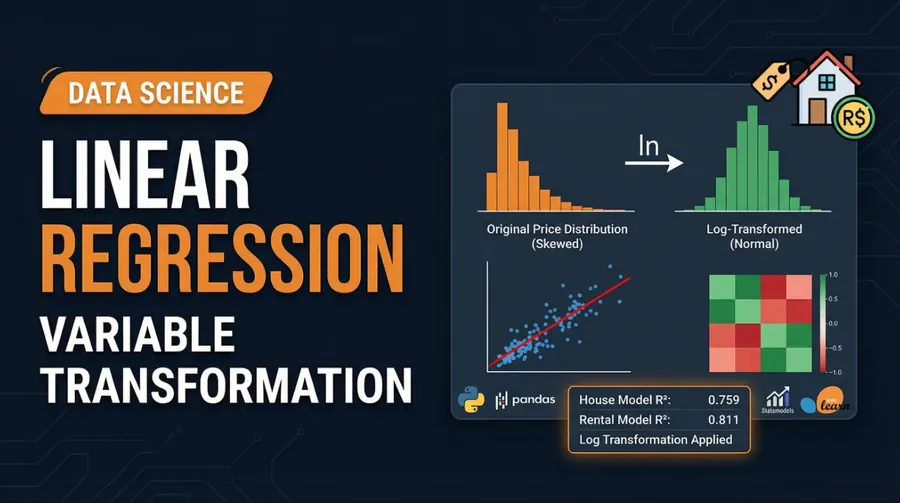 DATA SCIENCE
LINEAR
REGRESSION
VARIABLE
TRANSFORMATION
$
R$
ln
Original Price Distribution
(Skewed)
Log-Transformed
(Normal)
1.0
0.5
0.0
−0.5
−1.0
pandas
House Model R²: 0.759
Rental Model R²: 0.811
Log Transformation Applied
Statsmodels
learn